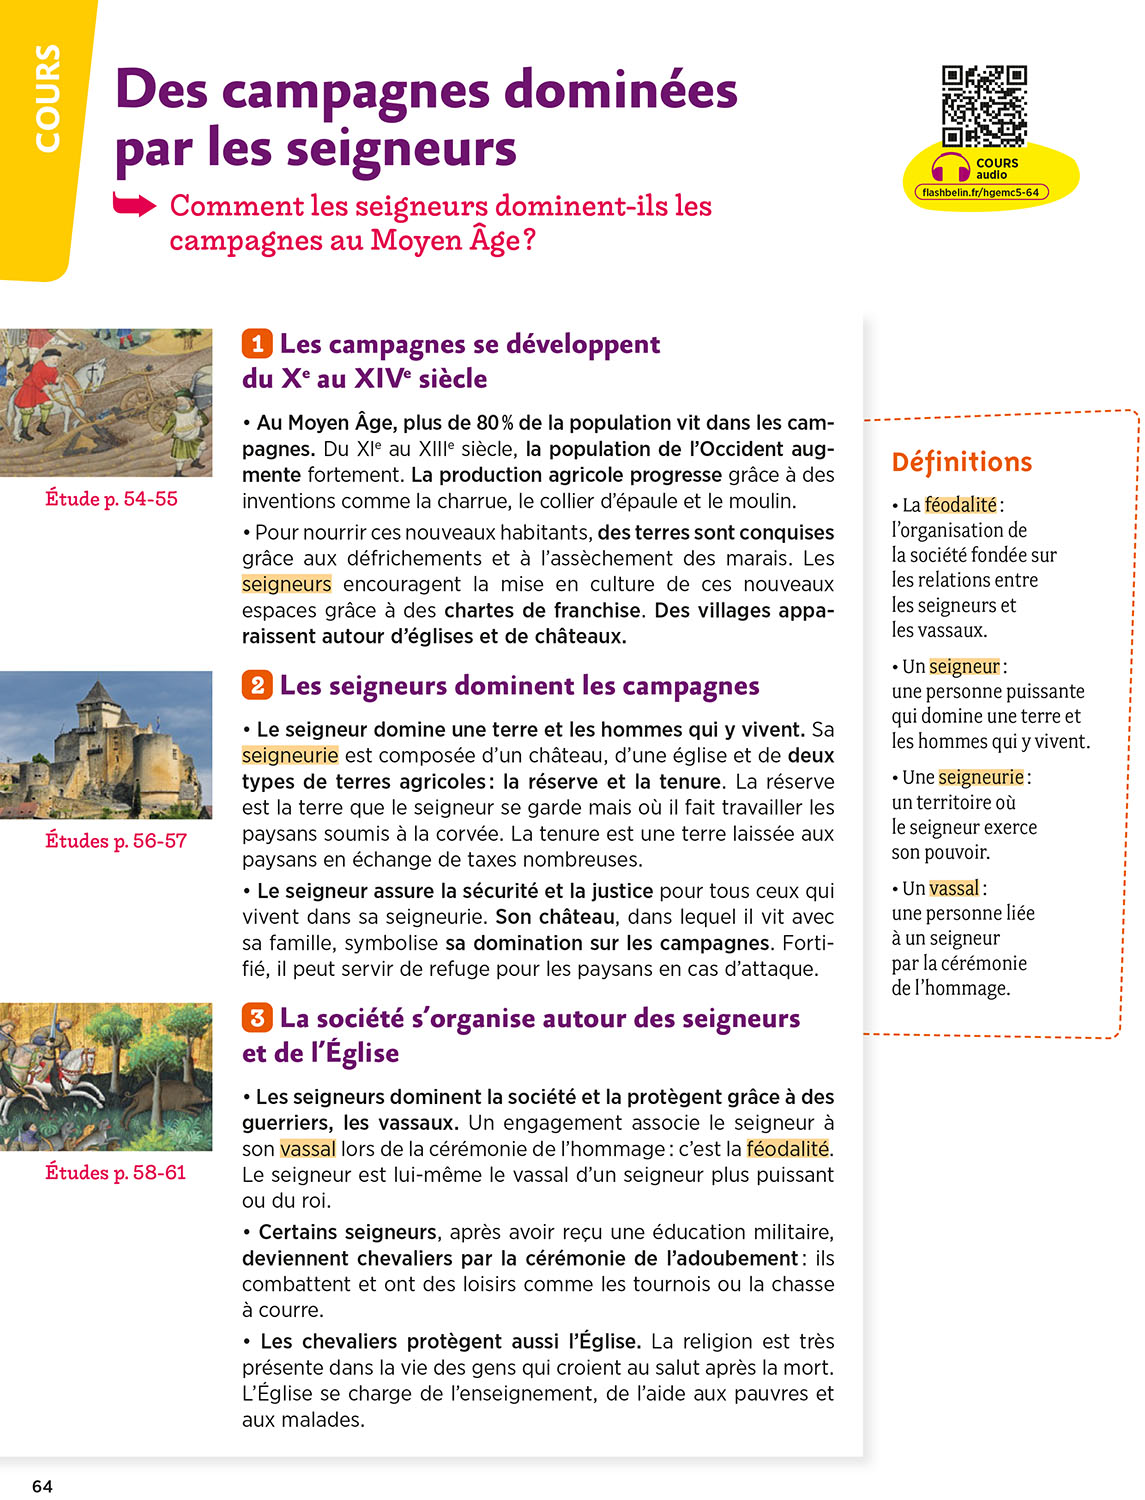 COURS
Des campagnes dominées
par les seigneurs
Comment les seigneurs dominent-ils les
campagnes au Moyen Âge ?
COURS
audio
flashbelin.fr/hgemc5-64
Étude p. 54-55
1 Les campagnes se développent
du Xe au XIVe siècle
• Au Moyen Âge, plus de 80 % de la population vit dans les cam-
pagnes. Du XIe au XIIIe siècle, la population de l’Occident aug-
mente fortement. La production agricole progresse grâce à des
inventions comme la charrue, le collier d’épaule et le moulin.
• Pour nourrir ces nouveaux habitants, des terres sont conquises
grâce aux défrichements et à l’assèchement des marais. Les
seigneurs encouragent la mise en culture de ces nouveaux
espaces grâce à des chartes de franchise. Des villages appa-
raissent autour d’églises et de châteaux.
Études p. 56-57
2 Les seigneurs dominent les campagnes
• Le seigneur domine une terre et les hommes qui y vivent. Sa
seigneurie est composée d’un château, d’une église et de deux
types de terres agricoles : la réserve et la tenure. La réserve
est la terre que le seigneur se garde mais où il fait travailler les
paysans soumis à la corvée. La tenure est une terre laissée aux
paysans en échange de taxes nombreuses.
• Le seigneur assure la sécurité et la justice pour tous ceux qui
vivent dans sa seigneurie. Son château, dans lequel il vit avec
sa famille, symbolise sa domination sur les campagnes. Forti-
fié, il peut servir de refuge pour les paysans en cas d’attaque.
Études p. 58-61
3 La société s’organise autour des seigneurs
et de l’Église
• Les seigneurs dominent la société et la protègent grâce à des
guerriers, les vassaux. Un engagement associe le seigneur à
son vassal lors de la cérémonie de l’hommage : c’est la féodalité.
Le seigneur est lui-même le vassal d’un seigneur plus puissant
ou du roi.
• Certains seigneurs, après avoir reçu une éducation militaire,
deviennent chevaliers par la cérémonie de l’adoubement : ils
combattent et ont des loisirs comme les tournois ou la chasse
à courre.
• Les chevaliers protègent aussi l’Église. La religion est très
présente dans la vie des gens qui croient au salut après la mort.
L’Église se charge de l’enseignement, de l’aide aux pauvres et
aux malades.
Définitions
• La féodalité :
l’organisation de
la société fondée sur
les relations entre
les seigneurs et
les vassaux.
• Un seigneur :
une personne puissante
qui domine une terre et
les hommes qui y vivent.
• Une seigneurie :
un territoire où
le seigneur exerce
son pouvoir.
• Un vassal :
une personne liée
à un seigneur
par la cérémonie
de l’hommage.
64